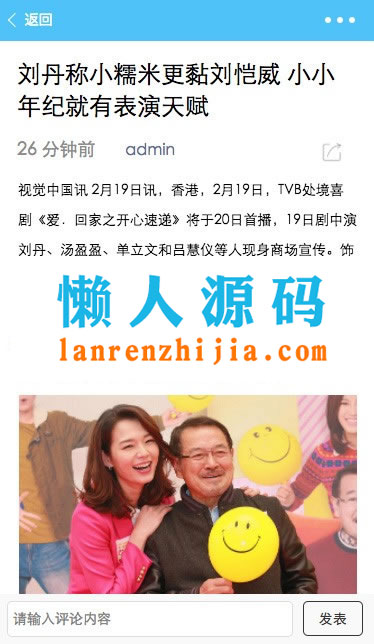 返回
刘丹称小糯米更黏刘恺威 小小
年纪就有表演天赋
26 分钟前 admin
视觉中国讯 2月19日讯，香港，2月19日，TVB处境喜
剧《爱．回家之开心速递》将于20日首播，19日剧中演
刘丹、汤盈盈、单立文和吕慧仪等人现身商场宣传。饰
懒人源码
lanrenzhijia.com
请输入评论内容 发表